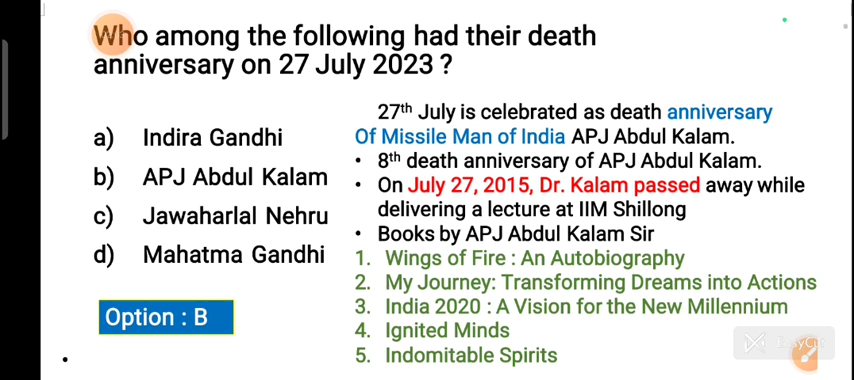 Who among the following had their death
anniversary on 27 July 2023 ?
a) Indira Gandhi
b) APJ Abdul Kalam
c) Jawaharlal Nehru
d) Mahatma Gandhi
Option : B
27th July is celebrated as death anniversary
Of Missile Man of India APJ Abdul Kalam.
• 8th death anniversary of APJ Abdul Kalam.
• On July 27, 2015, Dr. Kalam passed away while
delivering a lecture at IIM Shillong
• Books by APJ Abdul Kalam Sir
1. Wings of Fire : An Autobiography
2. My Journey: Transforming Dreams into Actions
3. India 2020 : A Vision for the New Millennium
4. Ignited Minds
5. Indomitable Spirits